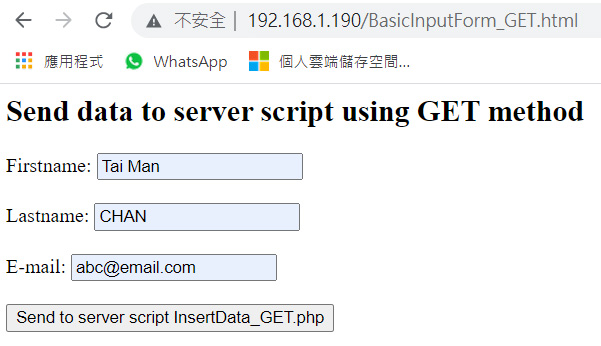 不安全 | 192.168.1.190/BasicInputForm_GET.html
應用程式 WhatsApp 個人雲端儲存空間...
Send data to server script using GET method
Firstname: Tai Man
Lastname: CHAN
E-mail: abc@email.com
Send to server script InsertData_GET.php